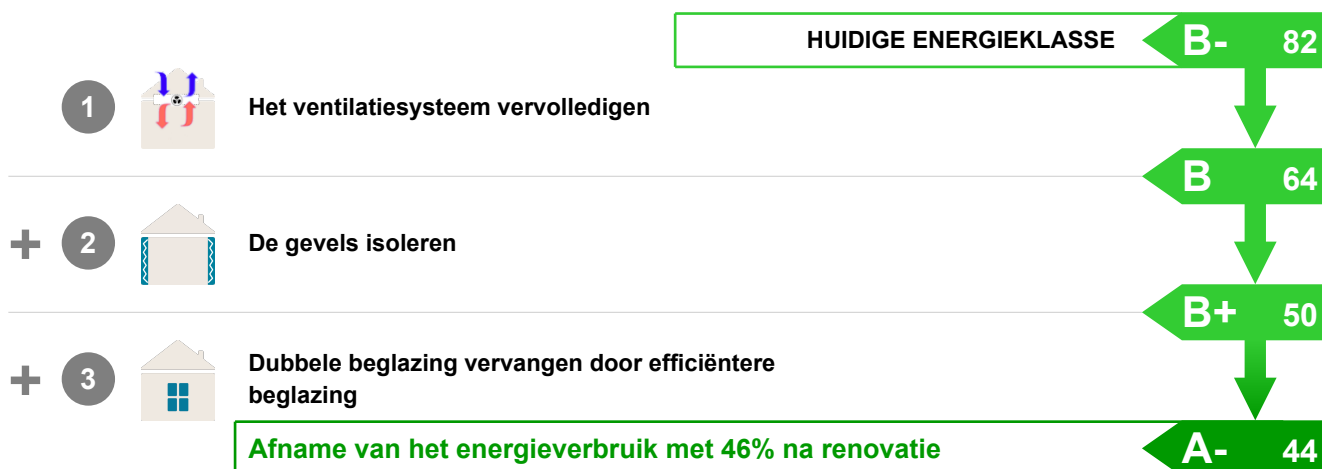 HUIDIGE ENERGIEKLASSE B- 82
1 Het ventilatiesysteem vervolledigen
B 64
+ 2 De gevels isoleren
B+ 50
+ 3 Dubbele beglazing vervangen door efficiëntere
beglazing
Afname van het energieverbruik met 46% na renovatie A- 44